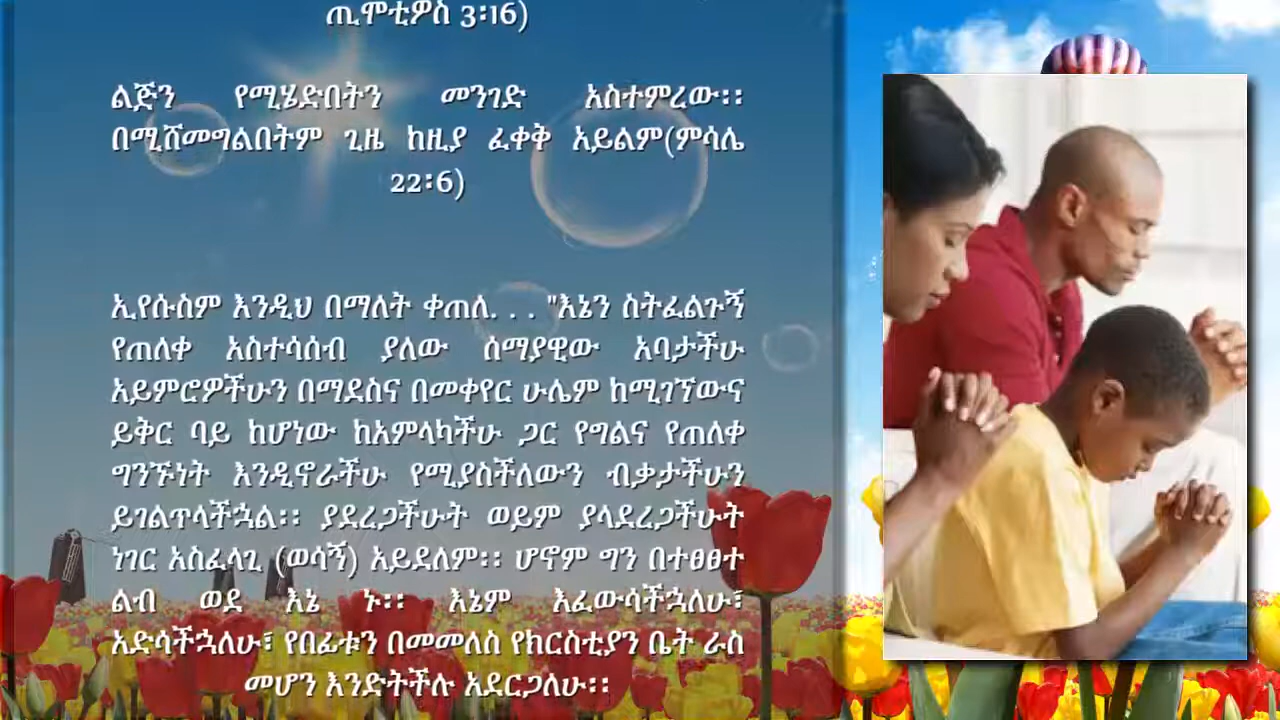 ጢሞቲዎስ 3፡16)
ልጅን የሚሄድበትን መንገድ አስተምረው፡፡
በሚሸመግልበትም ጊዜ ከዚያ ፈቀቅ አይልም(ምሳሌ
22፡6)
ኢየሱስም እንዲህ በማለት ቀጠለ. . . "እኔን ስትፈልጉኝ
የጠለቀ አስተሳሰብ ያለው ሰማያዊው አባታችሁ
አይምሮዎችሁን በማደስና በመቀየር ሁሌም ከሚገኘውና
ይቅር ባይ ከሆነው ከአምላካችሁ ጋር የግልና የጠለቀ
ግንኙነት እንዲኖራችሁ የሚያስችለውን ብቃታችሁን
ይገልጥላችኋል፡፡ ያደረጋችሁት ወይም ያላደረጋችሁት
ነገር አስፈላጊ (ወሳኝ) አይደለም፡፡ ሆኖም ግን በተፀፀተ
ልብ ወደ እኔ ኑ፡፡ እኔም እፈውሳችኋለሁ፣
አድሳችኋለሁ፣ የበፊቱን በመመለስ የክርስቲያን ቤት ራስ
መሆን እንድትችሉ አደርጋለሁ፡፡